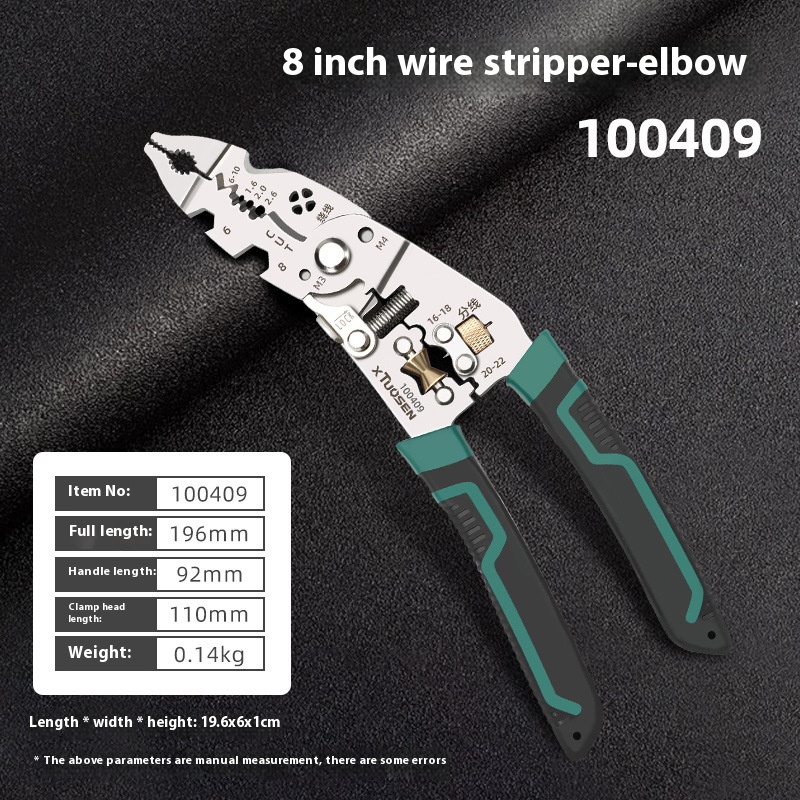 8 inch wire stripper-elbow
100409
6-10
1.6
2.0
2.6
绕线
6
CUT
8
M3
M4
LOCK
16-18
分线
20-22
100409
XTUOSEN
Item No: 100409
Full length: 196mm
Handle length: 92mm
Clamp head
length: 110mm
Weight: 0.14kg
Length * width * height: 19.6x6x1cm
* The above parameters are manual measurement, there are some errors